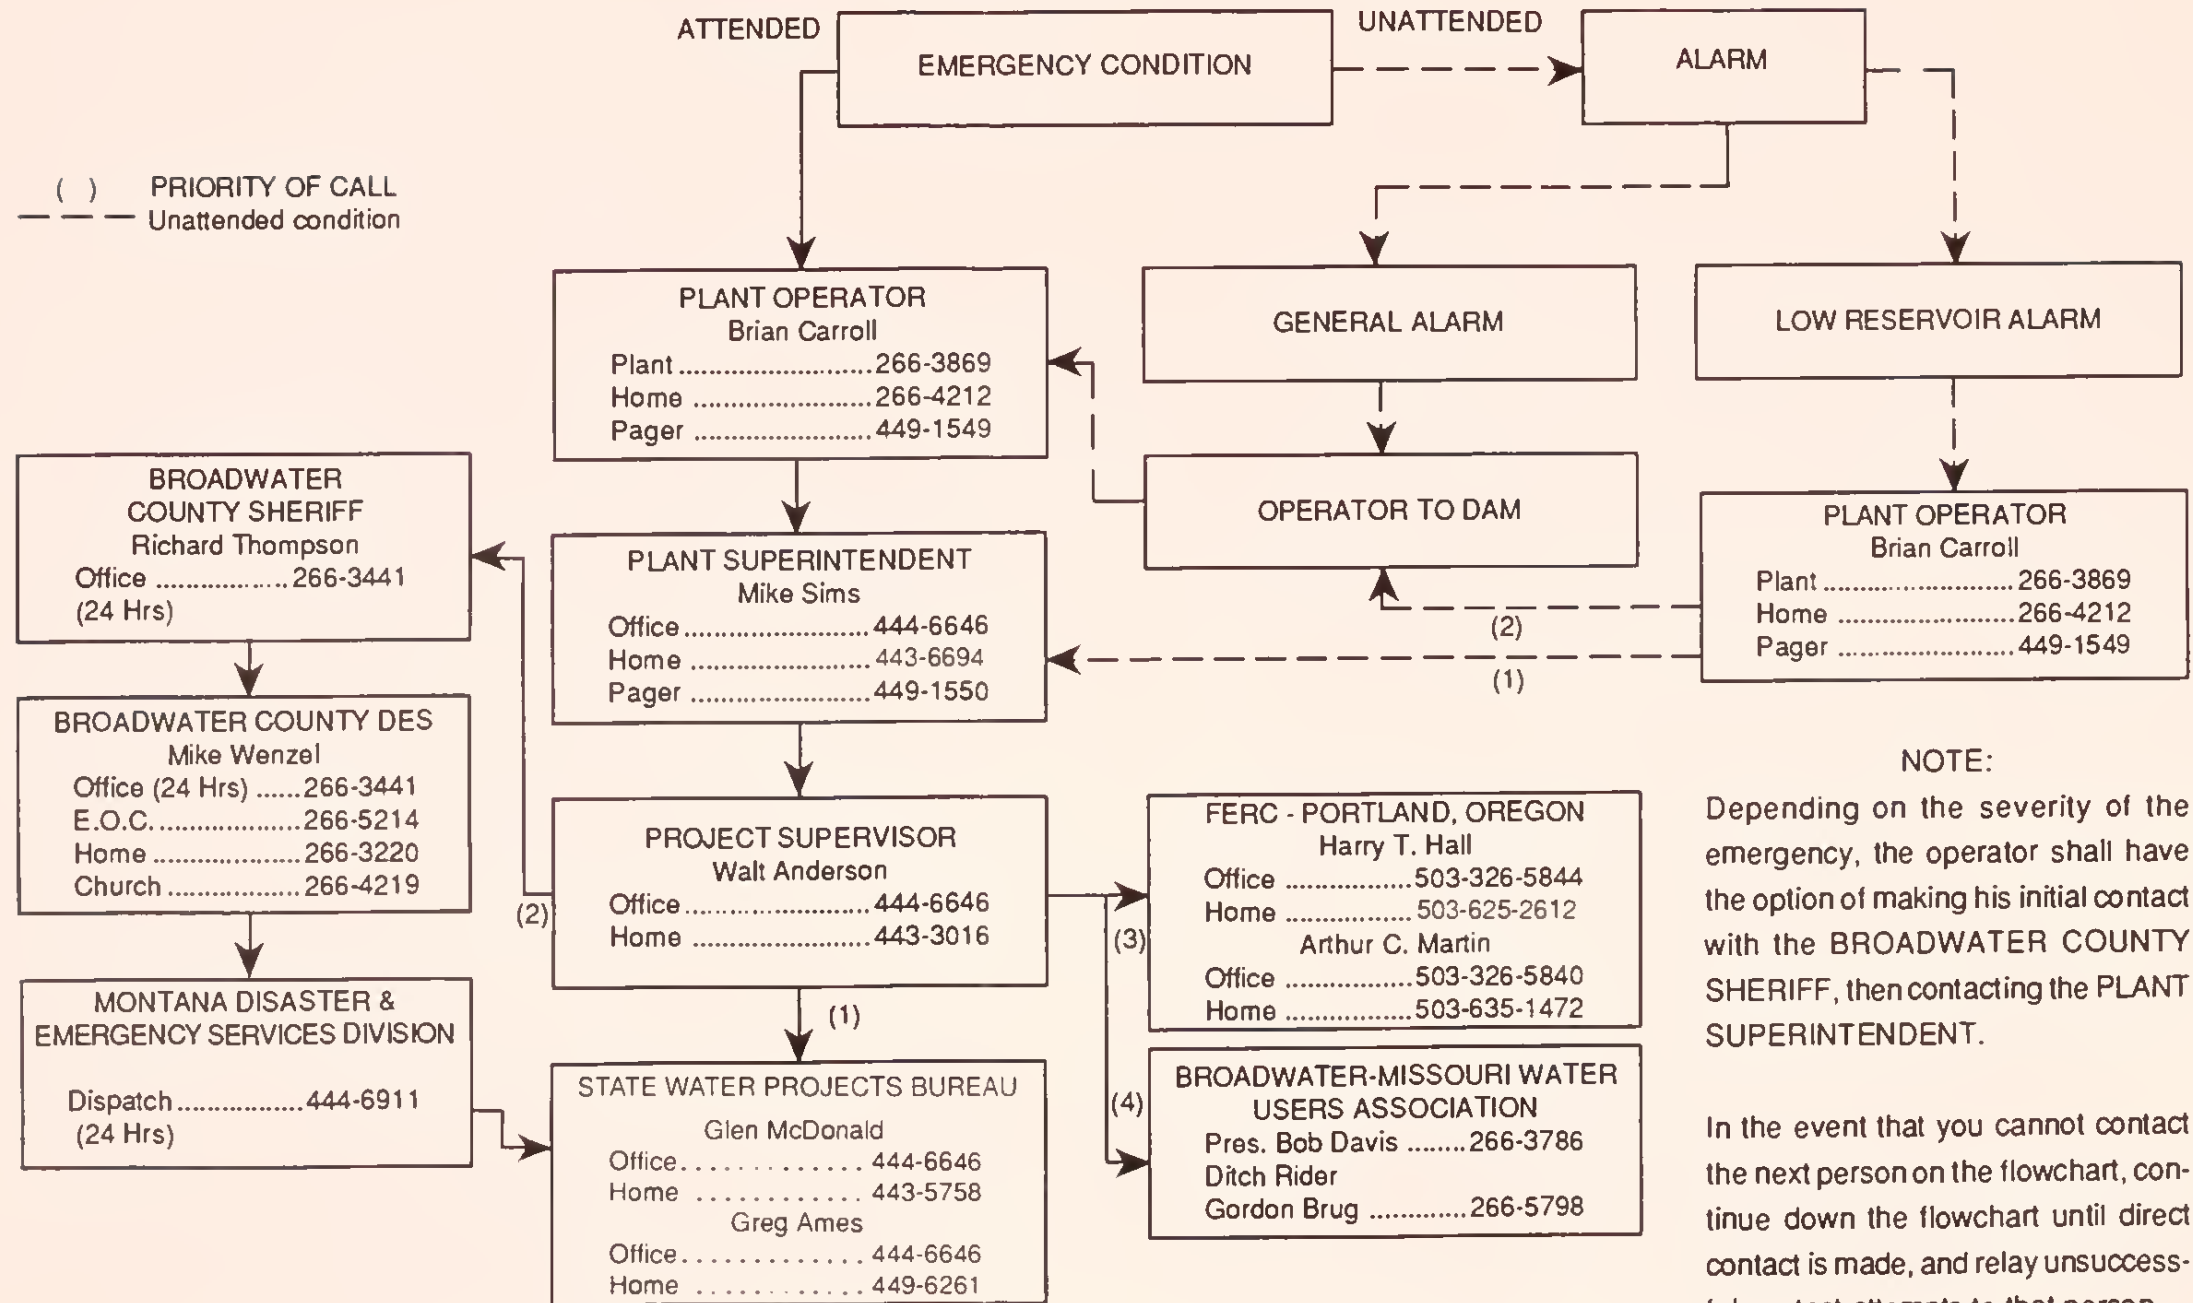 ATTENDED
EMERGENCY CONDITION
UNATTENDED
ALARM
( ) PRIORITY OF CALL
— — — Unattended condition
PLANT OPERATOR
Brian Carroll
Plant .........................266-3869
Home .......................266-4212
Pager .......................449-1549
GENERAL ALARM
LOW RESERVOIR ALARM
OPERATOR TO DAM
PLANT OPERATOR
Brian Carroll
Plant .........................266-3869
Home .......................266-4212
Pager .......................449-1549
(2)
(1)
BROADWATER
COUNTY SHERIFF
Richard Thompson
Office .................266-3441
(24 Hrs)
PLANT SUPERINTENDENT
Mike Sims
Office........................444-6646
Home .......................443-6694
Pager .......................449-1550
BROADWATER COUNTY DES
Mike Wenzel
Office (24 Hrs) ......266-3441
E.O.C. ..................266-5214
Home ...................266-3220
Church .................266-4219
PROJECT SUPERVISOR
Walt Anderson
Office........................444-6646
Home .......................443-3016
(2)
(1)
(3)
(4)
FERC - PORTLAND, OREGON
Harry T. Hall
Office ................503-326-5844
Home ................503-625-2612
Arthur C. Martin
Office ................503-326-5840
Home ................503-635-1472
MONTANA DISASTER &
EMERGENCY SERVICES DIVISION
Dispatch ................444-6911
(24 Hrs)
STATE WATER PROJECTS BUREAU
Glen McDonald
Office. . . . . . . . . . . . . 444-6646
Home . . . . . . . . . . . . 443-5758
Greg Ames
Office. . . . . . . . . . . . . 444-6646
Home . . . . . . . . . . . . 449-6261
BROADWATER-MISSOURI WATER
USERS ASSOCIATION
Pres. Bob Davis ........266-3786
Ditch Rider
Gordon Brug .............266-5798
NOTE:
Depending on the severity of the
emergency, the operator shall have
the option of making his initial contact
with the BROADWATER COUNTY
SHERIFF, then contacting the PLANT
SUPERINTENDENT.
In the event that you cannot contact
the next person on the flowchart, con-
tinue down the flowchart until direct
contact is made, and relay unsuccess-